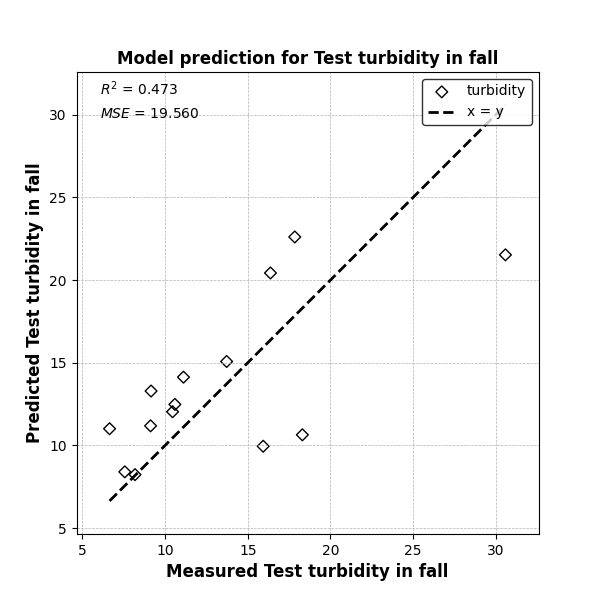 Model prediction for Test turbidity in fall
R² = 0.473
MSE = 19.560
turbidity
x = y
Predicted Test turbidity in fall
30
25
20
15
10
5
5 10 15 20 25 30
Measured Test turbidity in fall